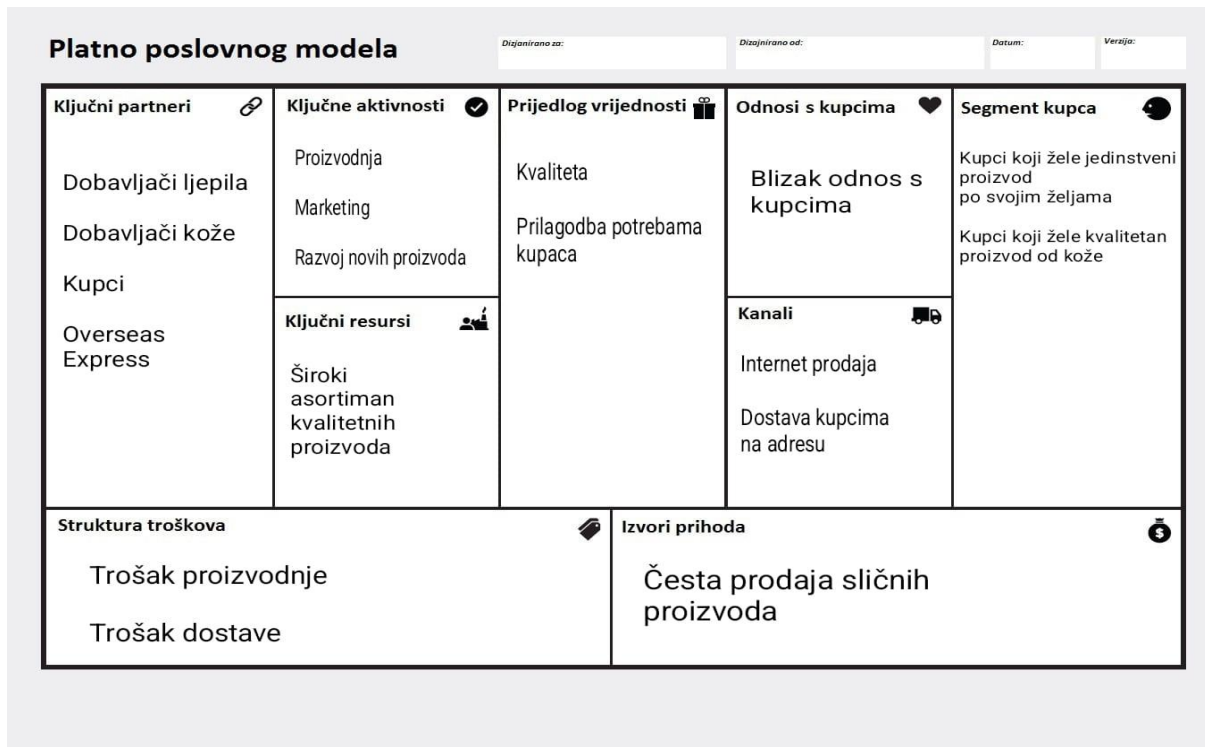 Platno poslovnog modela
Dizjanirano za:
Dizajnirano od:
Datum:
Verzija:
Ključni partneri
Dobavljači ljepila
Dobavljači kože
Kupci
Overseas
Express
Ključne aktivnosti
Proizvodnja
Marketing
Razvoj novih proizvoda
Ključni resursi
Široki
asortiman
kvalitetnih
proizvoda
Prijedlog vrijednosti
Kvaliteta
Prilagodba potrebama
kupaca
Odnosi s kupcima
Blizak odnos s
kupcima
Kanali
Internet prodaja
Dostava kupcima
na adresu
Segment kupca
Kupci koji žele jedinstveni
proizvod
po svojim željama
Kupci koji žele kvalitetan
proizvod od kože
Struktura troškova
Trošak proizvodnje
Trošak dostave
Izvori prihoda
$
Česta prodaja sličnih
proizvoda